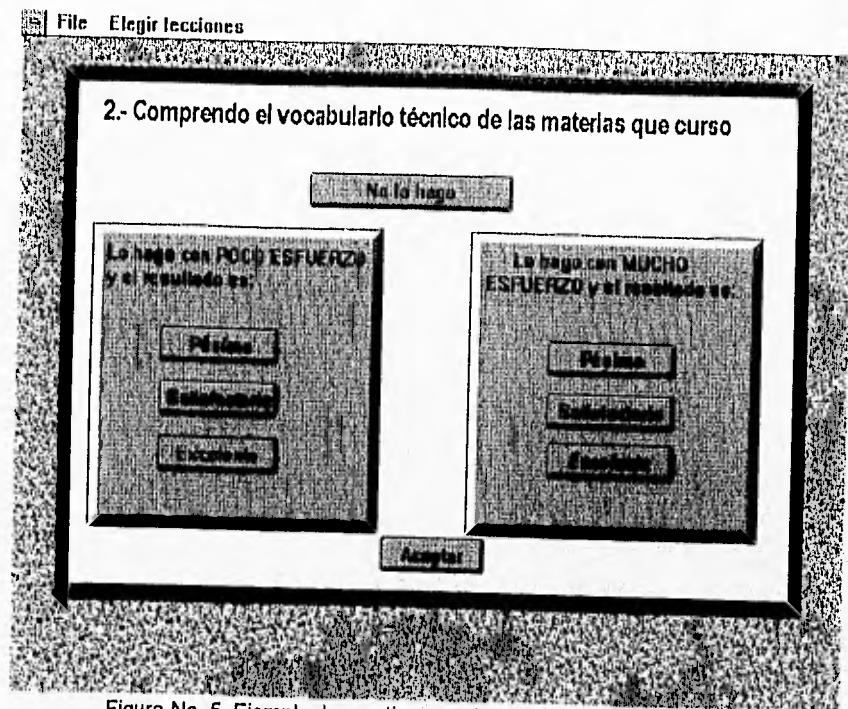 File Elegir lecciones
2.- Comprendo el vocabulario técnico de las materias que curso
No lo hago
Lo hago con POCO ESFUERZO
y el resultado es:
Pésimo
Satisfactorio
Excelente
Lo hago con MUCHO
ESFUERZO y el resultado es:
Pésimo
Satisfactorio
Excelente
Aceptar
Figura No. 5. Ejemplo